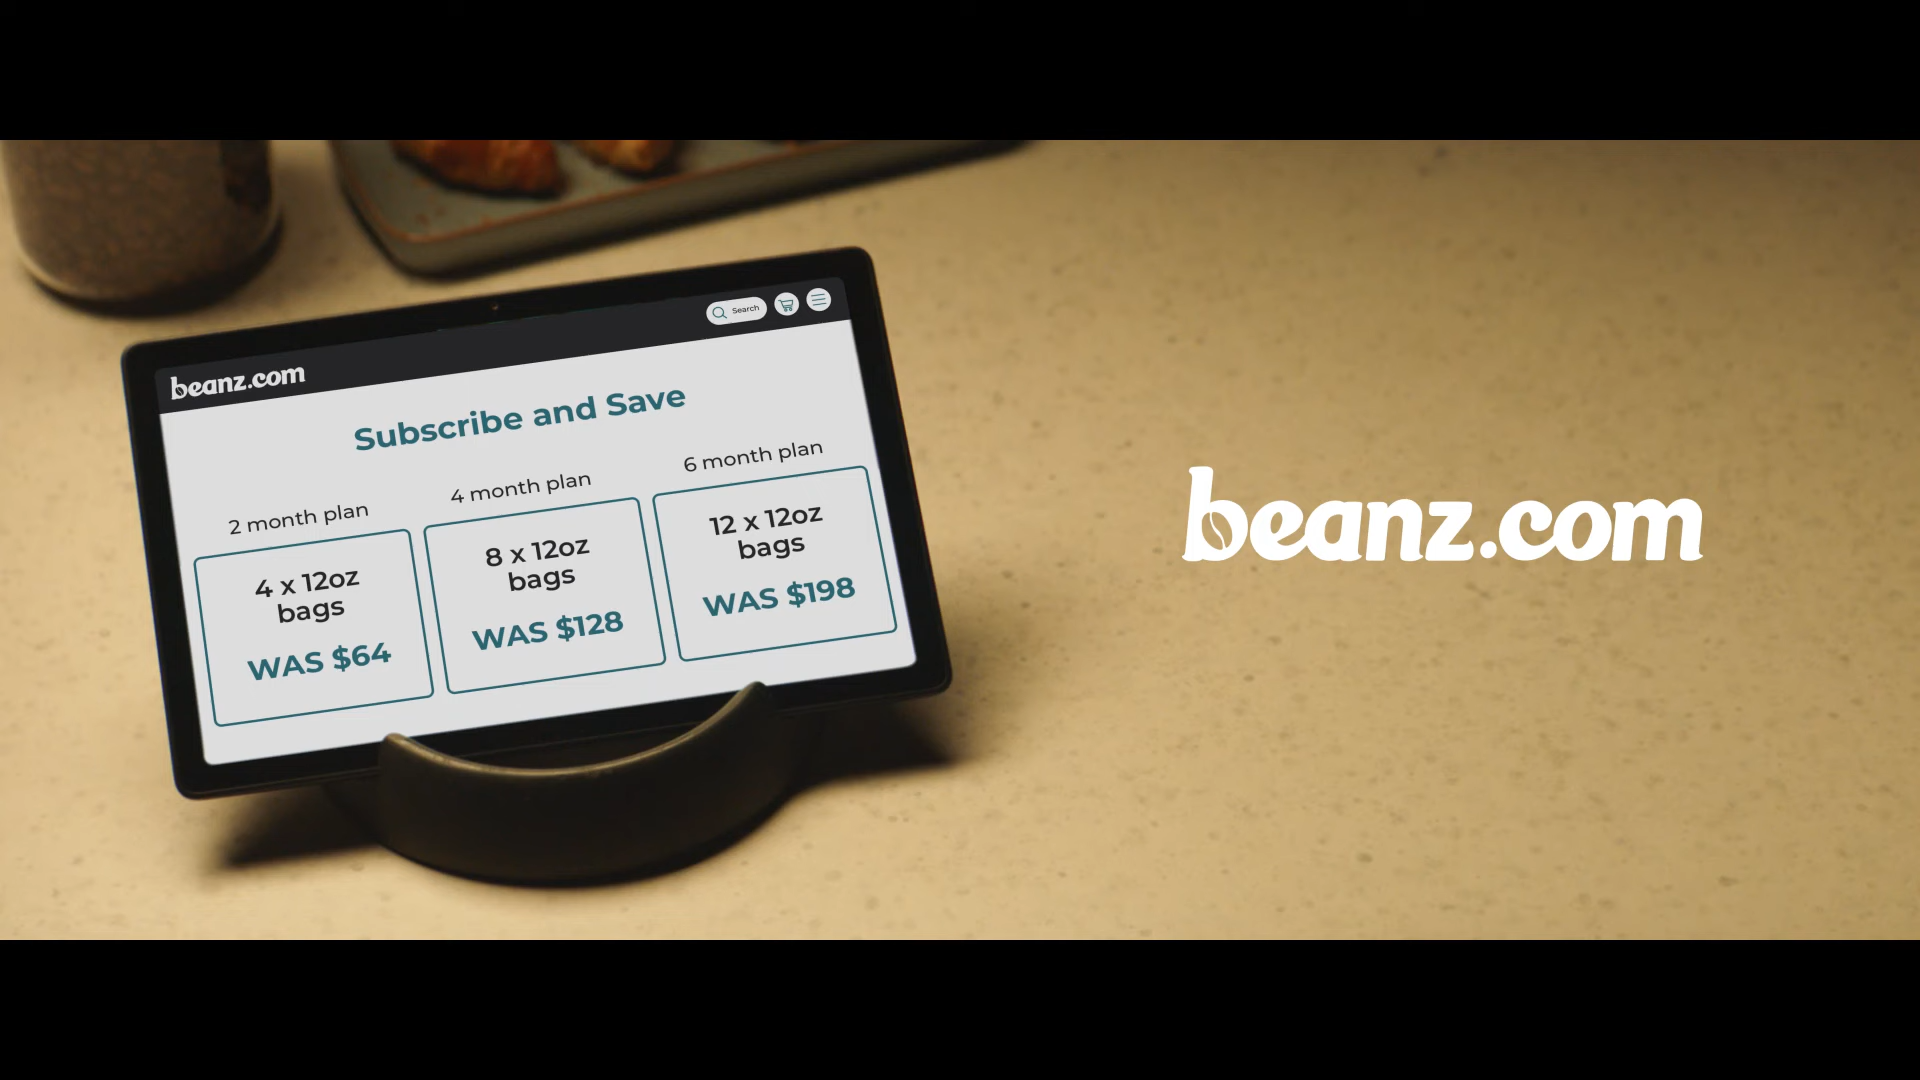 beanz.com
Search
Subscribe and Save
2 month plan
4 x 12oz
bags
WAS $64
4 month plan
8 x 12oz
bags
WAS $128
6 month plan
12 x 12oz
bags
WAS $198
beanz.com